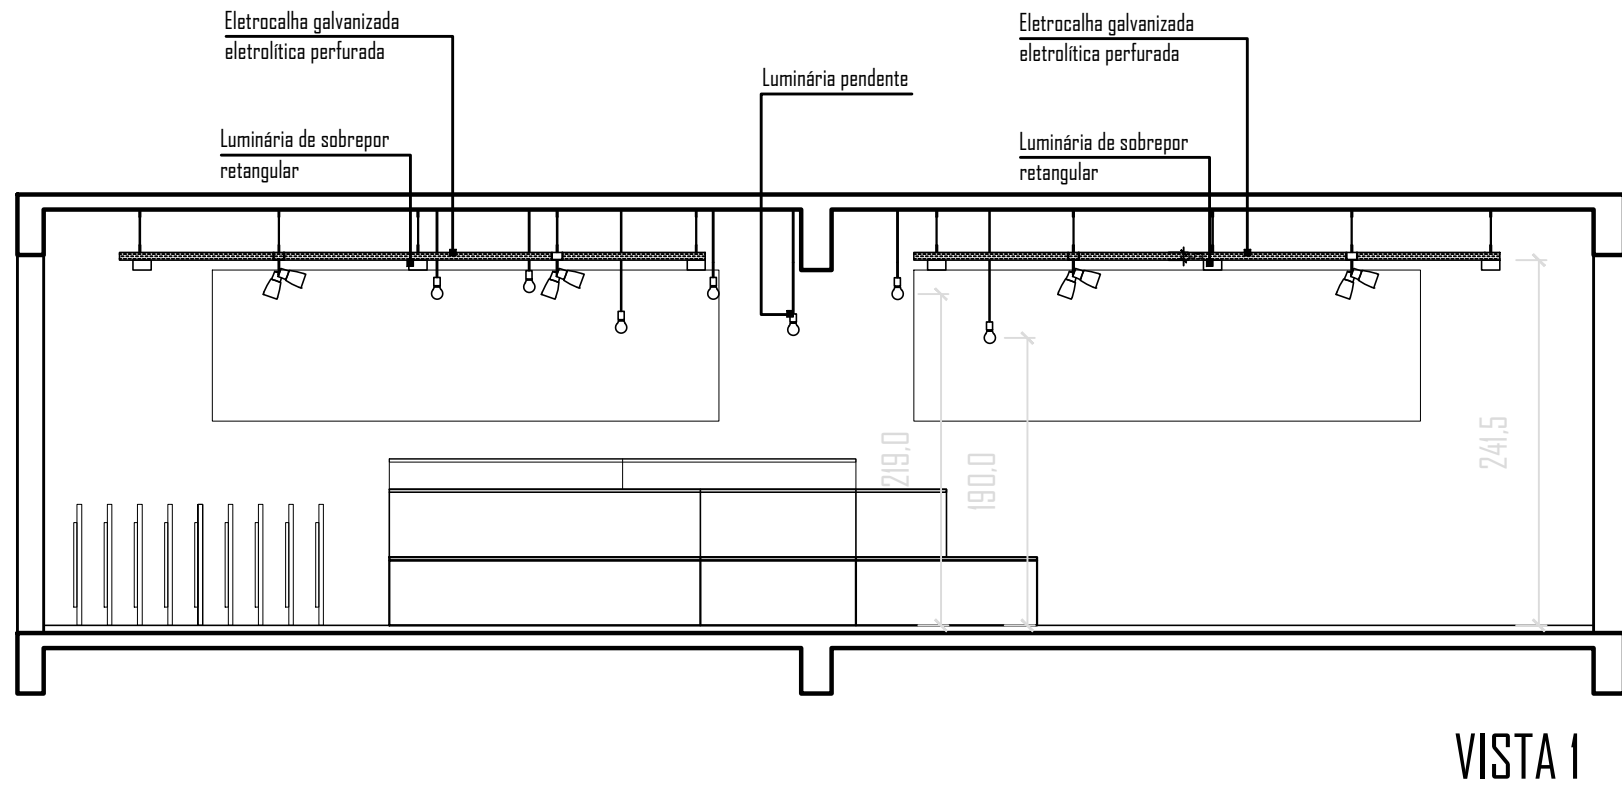 Eletrocalha galvanizada
eletrolítica perfurada
Eletrocalha galvanizada
eletrolítica perfurada
Luminária pendente
Luminária de sobrepor
retangular
Luminária de sobrepor
retangular
219,0
190,0
241,5
VISTA 1